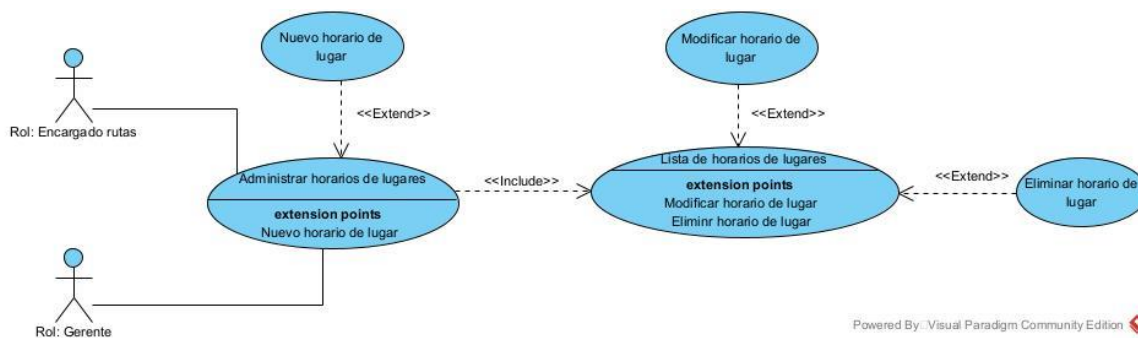 Nuevo horario de
lugar
Modificar horario de
lugar
<<Extend>>
<<Extend>>
Rol: Encargado rutas
Administrar horarios de lugares
extension points
Nuevo horario de lugar
<<Include>>
Lista de horarios de lugares
extension points
Modificar horario de lugar
Eliminr horario de lugar
<<Extend>>
Eliminar horario de
lugar
Rol: Gerente
Powered By Visual Paradigm Community Edition